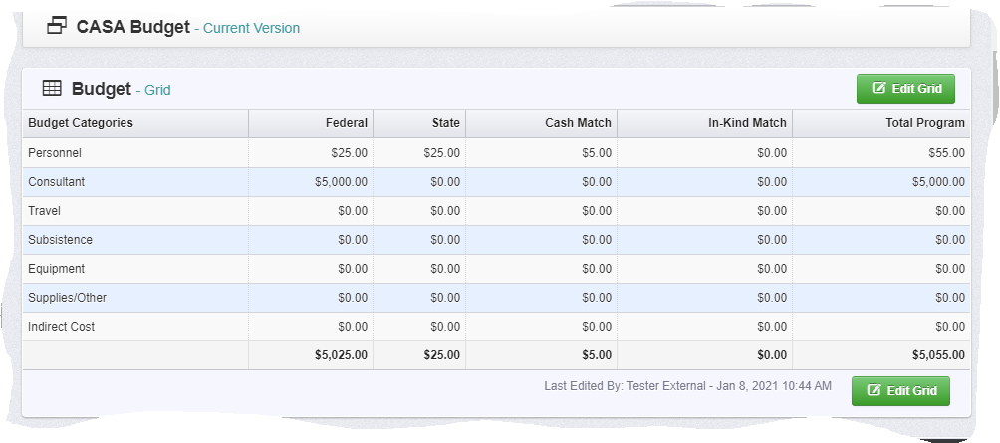 CASA Budget - Current Version
Budget - Grid Edit Grid
Budget Categories Federal State Cash Match In-Kind Match Total Program
Personnel $25.00 $25.00 $5.00 $0.00 $55.00
Consultant $5,000.00 $0.00 $0.00 $0.00 $5,000.00
Travel $0.00 $0.00 $0.00 $0.00 $0.00
Subsistence $0.00 $0.00 $0.00 $0.00 $0.00
Equipment $0.00 $0.00 $0.00 $0.00 $0.00
Supplies/Other $0.00 $0.00 $0.00 $0.00 $0.00
Indirect Cost $0.00 $0.00 $0.00 $0.00 $0.00
$5,025.00 $25.00 $5.00 $0.00 $5,055.00
Last Edited By: Tester External - Jan 8, 2021 10:44 AM Edit Grid